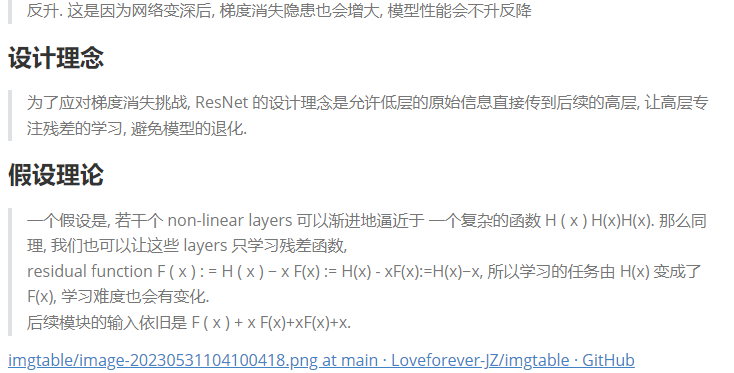 反升. 这是因为网络变深后, 梯度消失隐患也会增大, 模型性能会不升反降
设计理念
为了应对梯度消失挑战, ResNet 的设计理念是允许低层的原始信息直接传到后续的高层, 让高层专
注残差的学习, 避免模型的退化.
假设理论
一个假设是, 若干个 non-linear layers 可以渐进地逼近于 一个复杂的函数 H ( x ) H(x)H(x). 那么同
理, 我们也可以让这些 layers 只学习残差函数,
residual function F ( x ) : = H ( x ) − x F(x) := H(x) - xF(x):=H(x)−x, 所以学习的任务由 H(x) 变成了
F(x), 学习难度也会有变化.
后续模块的输入依旧是 F ( x ) + x F(x)+xF(x)+x.
imgtable/image-20230531104100418.png at main · Loveforever-JZ/imgtable · GitHub